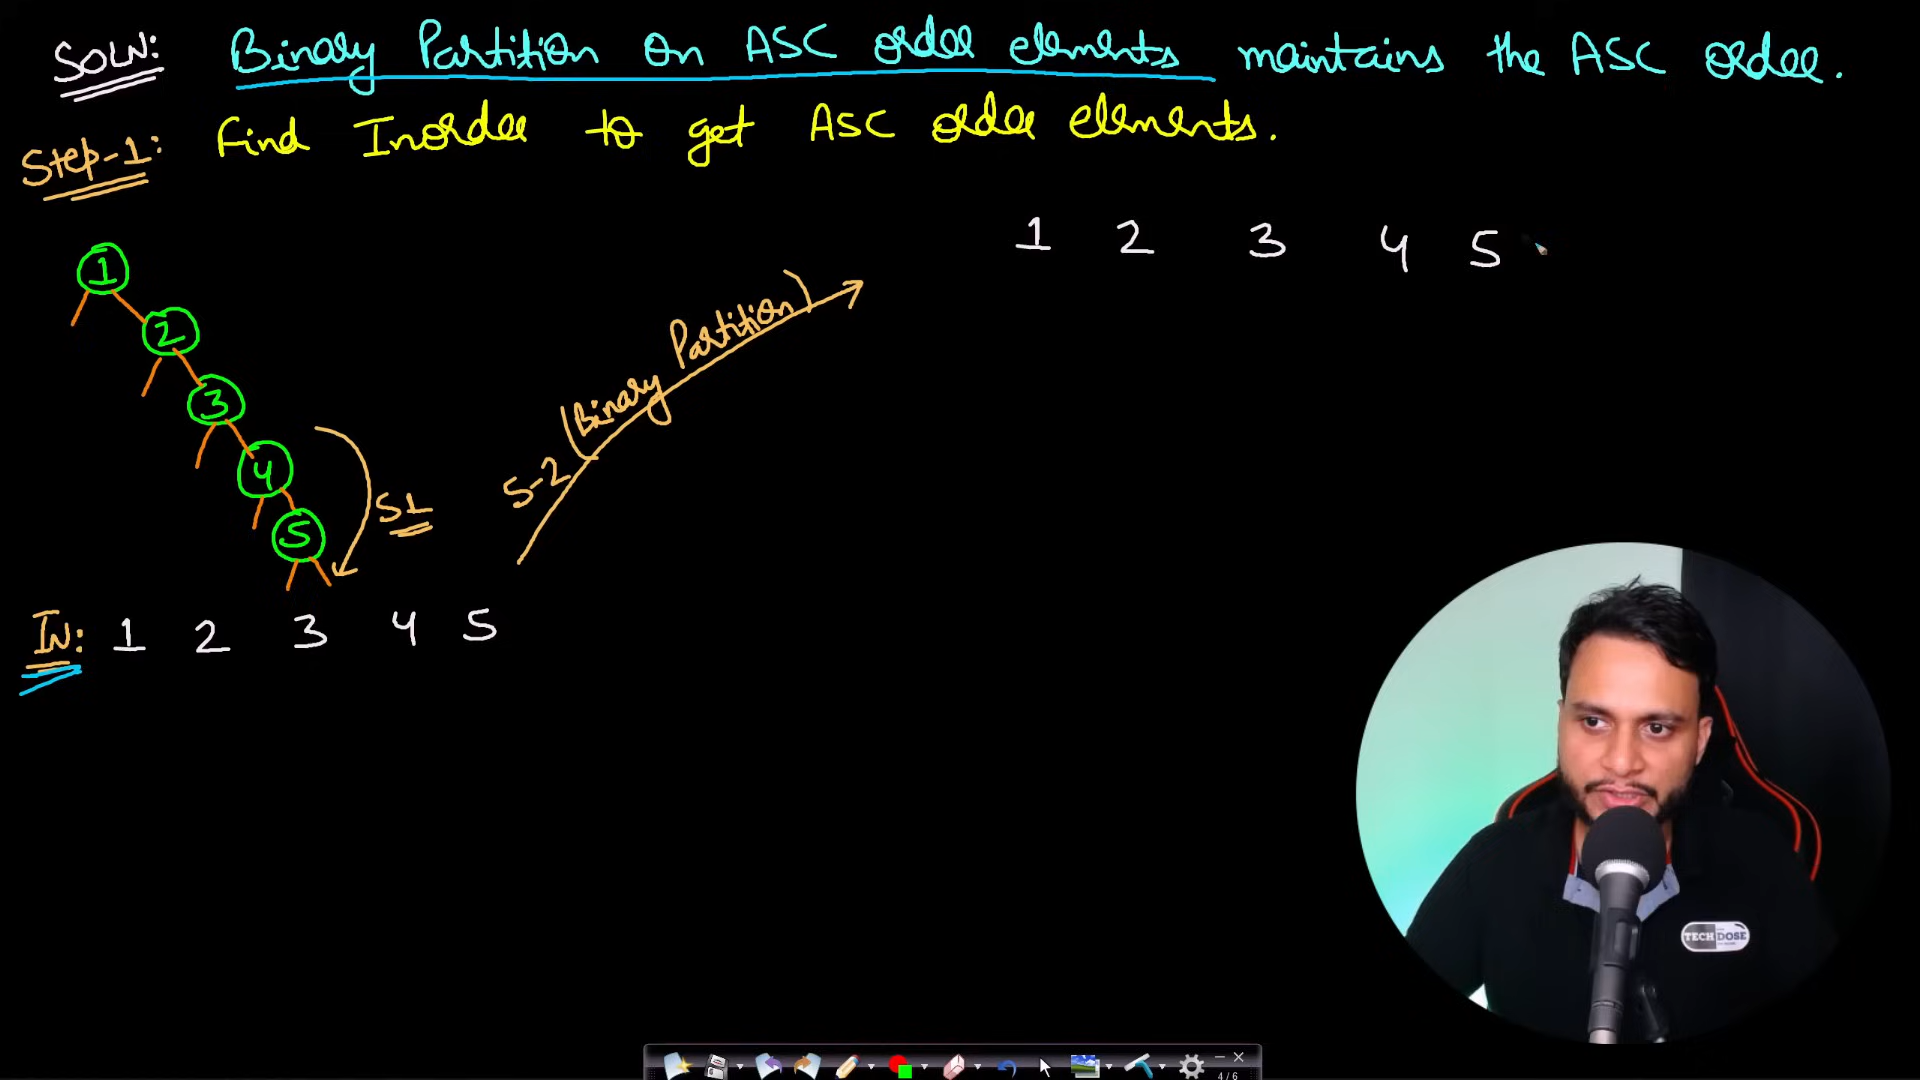 SOLN: Binary Partition on ASC order elements maintains the ASC order.
Step-1: Find Inorder to get ASC order elements.
1 2 3 4 5
1
2
3
4
5
S1
S-2 (Binary Partition)
IN: 1 2 3 4 5
TECH DOSE
4/6